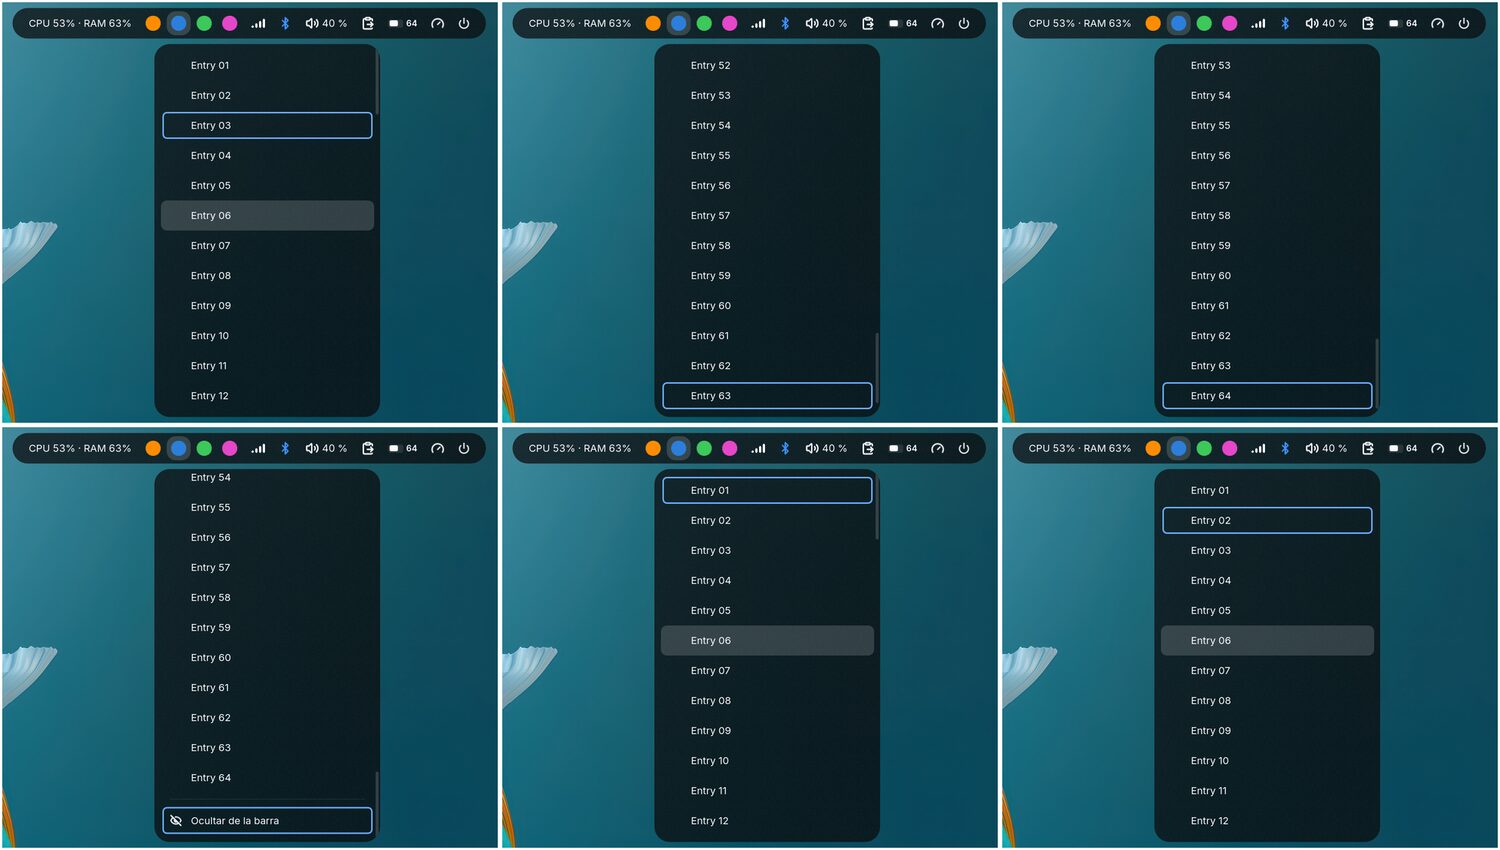 CPU 53% · RAM 63% 40 % 64
Entry 01
Entry 02
Entry 03
Entry 04
Entry 05
Entry 06
Entry 07
Entry 08
Entry 09
Entry 10
Entry 11
Entry 12
CPU 53% · RAM 63% 40 % 64
Entry 52
Entry 53
Entry 54
Entry 55
Entry 56
Entry 57
Entry 58
Entry 59
Entry 60
Entry 61
Entry 62
Entry 63
CPU 53% · RAM 63% 40 % 64
Entry 53
Entry 54
Entry 55
Entry 56
Entry 57
Entry 58
Entry 59
Entry 60
Entry 61
Entry 62
Entry 63
Entry 64
CPU 53% · RAM 63% 40 % 64
Entry 54
Entry 55
Entry 56
Entry 57
Entry 58
Entry 59
Entry 60
Entry 61
Entry 62
Entry 63
Entry 64
Ocultar de la barra
CPU 53% · RAM 63% 40 % 64
Entry 01
Entry 02
Entry 03
Entry 04
Entry 05
Entry 06
Entry 07
Entry 08
Entry 09
Entry 10
Entry 11
Entry 12
CPU 53% · RAM 63% 40 % 64
Entry 01
Entry 02
Entry 03
Entry 04
Entry 05
Entry 06
Entry 07
Entry 08
Entry 09
Entry 10
Entry 11
Entry 12